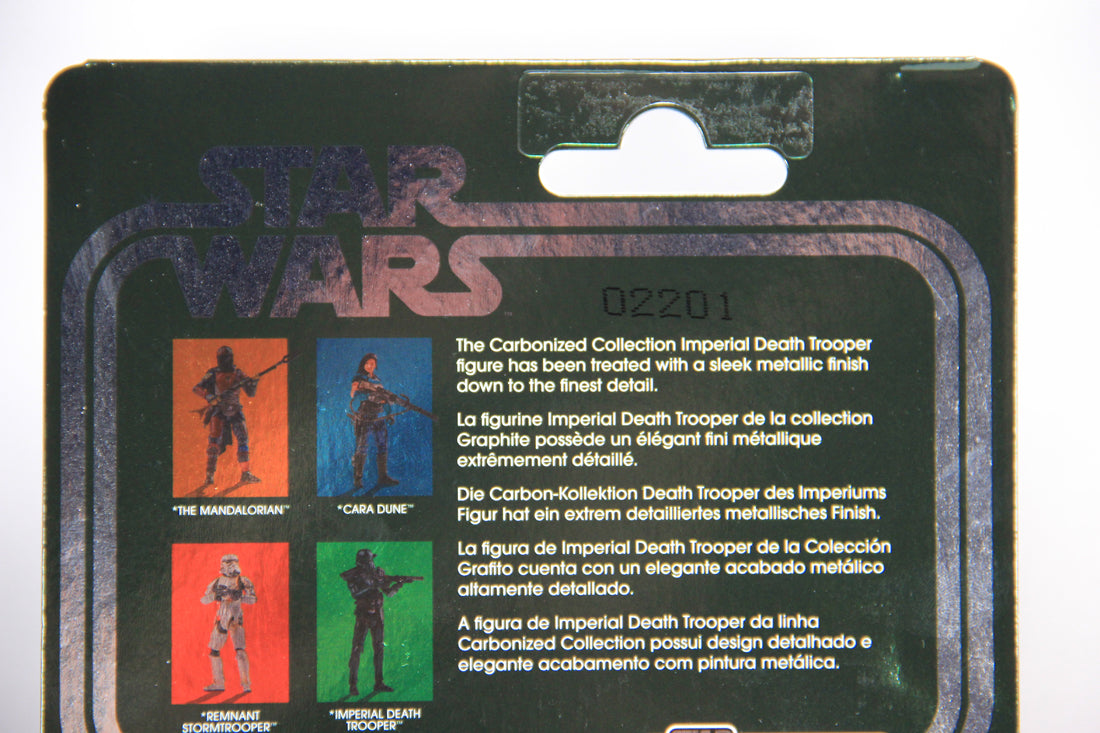 STAR
WARS™
02201
*THE MANDALORIAN™
*CARA DUNE™
*REMNANT
STORMTROOPER™
*IMPERIAL DEATH
TROOPER™
The Carbonized Collection Imperial Death Trooper
figure has been treated with a sleek metallic finish
down to the finest detail.
La figurine Imperial Death Trooper de la collection
Graphite possède un élégant fini métallique
extrêmement détaillé.
Die Carbon-Kollektion Death Trooper des Imperiums
Figur hat ein extrem detailliertes metallisches Finish.
La figura de Imperial Death Trooper de la Colección
Grafito cuenta con un elegante acabado metálico
altamente detallado.
A figura de Imperial Death Trooper da linha
Carbonized Collection possui design detalhado e
elegante acabamento com pintura metálica.